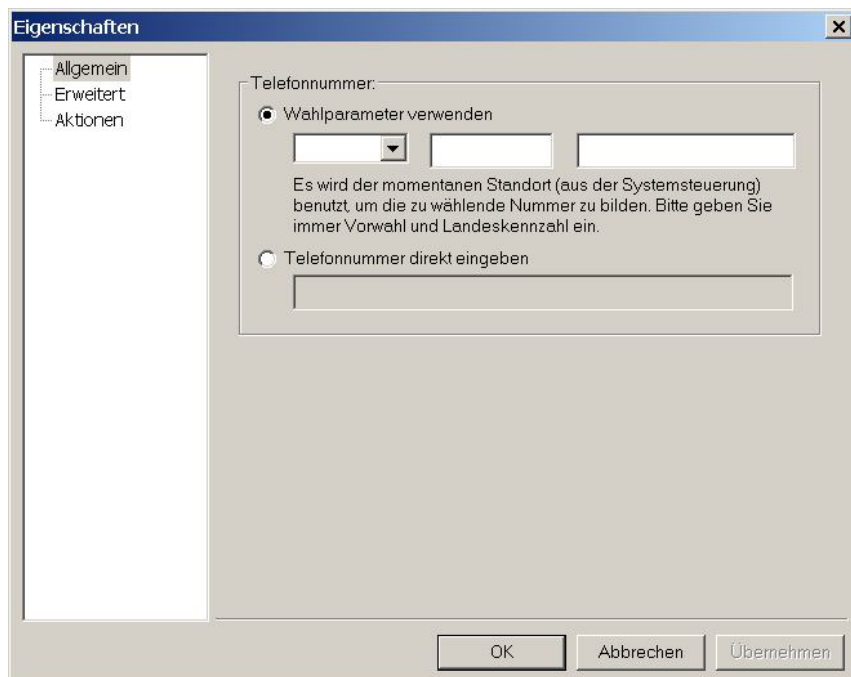 Eigenschaften
Allgemein
Erweitert
Aktionen
Telefonnummer:
Wahlparameter verwenden
Es wird der momentanen Standort (aus der Systemsteuerung)
benutzt, um die zu wählende Nummer zu bilden. Bitte geben Sie
immer Vorwahl und Landeskennzahl ein.
Telefonnummer direkt eingeben
OK
Abbrechen
Übernehmen